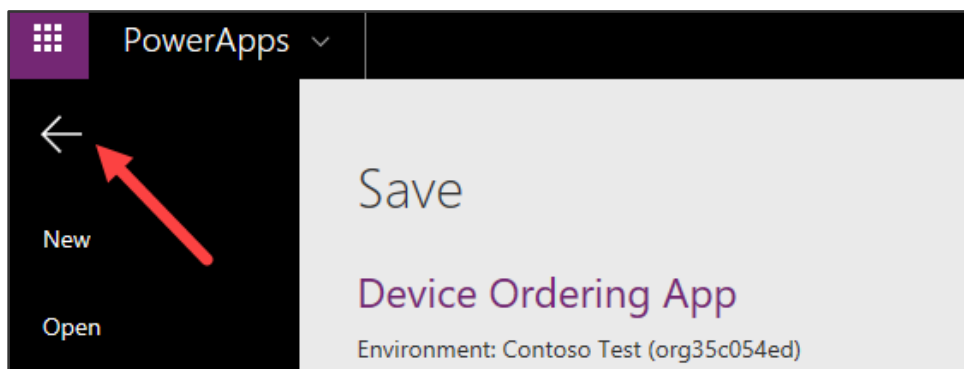 PowerApps
New
Open
Save
Device Ordering App
Environment: Contoso Test (org35c054ed)